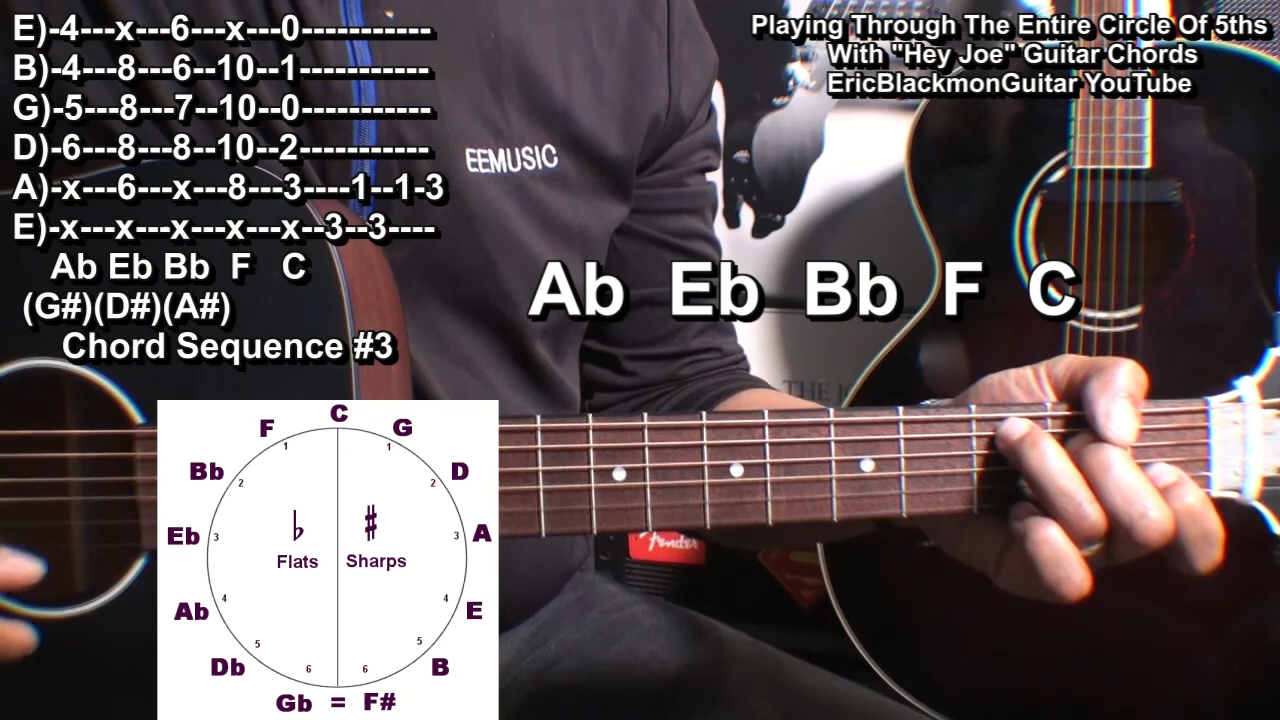 E)-4---x---6---x---0-----------
B)-4---8---6--10--1-----------
G)-5---8---7--10--0-----------
D)-6---8---8--10--2-----------
A)-x---6---x---8---3----1--1-3
E)-x---x---x---x---x--3--3----
Ab Eb Bb F C
(G#)(D#)(A#)
Chord Sequence #3
Playing Through The Entire Circle Of 5ths
With "Hey Joe" Guitar Chords
EricBlackmonGuitar YouTube
EEMUSIC
Ab Eb Bb F C
THE
Fender
C
F G
1 1
Bb D
2 2
Eb 3 3 A
♭ ♯
Flats Sharps
Ab 4 4 E
5 5
Db B
6 6
Gb = F#